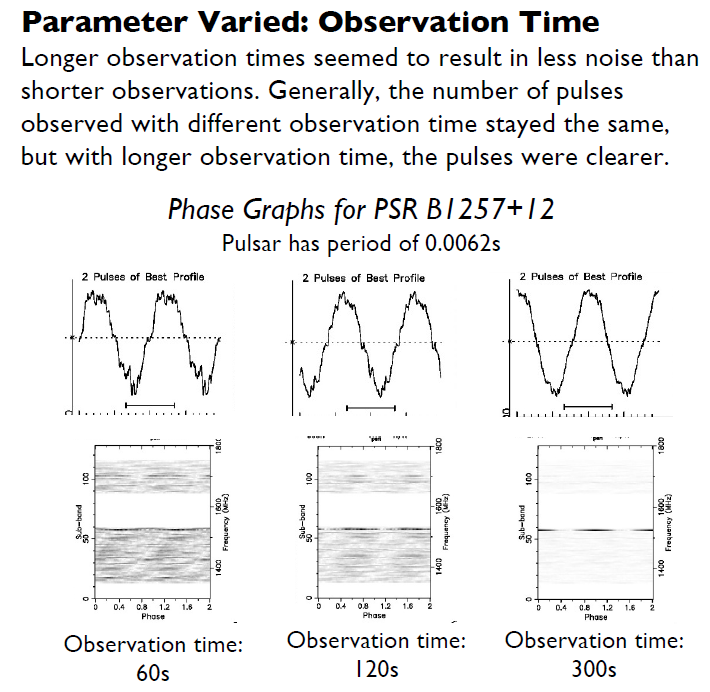 Parameter Varied: Observation Time
Longer observation times seemed to result in less noise than
shorter observations. Generally, the number of pulses
observed with different observation time stayed the same,
but with longer observation time, the pulses were clearer.
Phase Graphs for PSR B1257+12
Pulsar has period of 0.0062s
2 Pulses of Best Profile
2 Pulses of Best Profile
2 Pulses of Best Profile
Sub-band
0 50 100
Frequency (MHz)
1400 1600 1800
0 0.4 0.8 1.2 1.6 2
Phase
Sub-band
0 50 100
Frequency (MHz)
1400 1600 1800
0 0.4 0.8 1.2 1.6 2
Phase
Sub-band
0 50 100
Frequency (MHz)
1400 1600 1800
0 0.4 0.8 1.2 1.6 2
Phase
Observation time:
60s
Observation time:
120s
Observation time:
300s